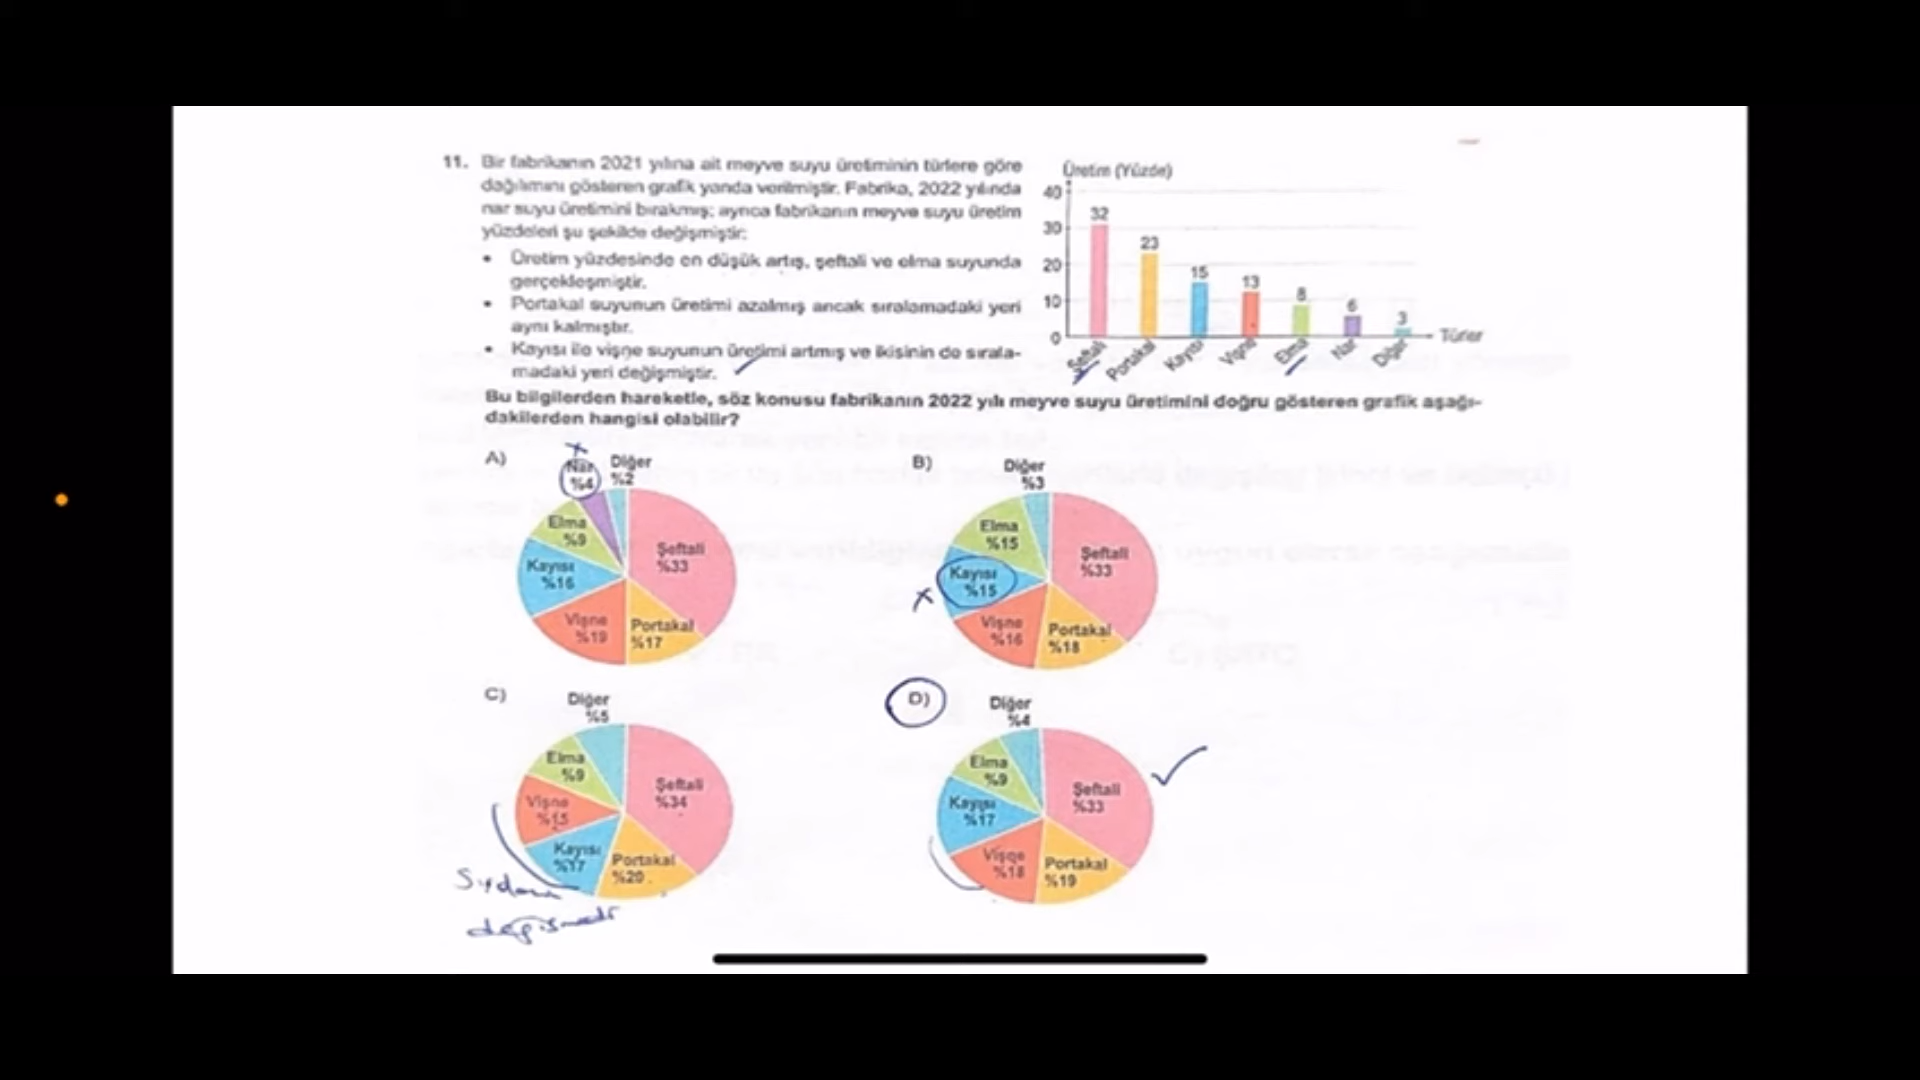 11. Bir fabrikanın 2021 yılına ait meyve suyu üretiminin türlere göre
dağılımını gösteren grafik yanda verilmiştir. Fabrika, 2022 yılında
nar suyu üretimini bırakmış; ayrıca fabrikanın meyve suyu üretim
yüzdeleri şu şekilde değişmiştir:
• Üretim yüzdesinde en düşük artış, şeftali ve elma suyunda
gerçekleşmiştir.
• Portakal suyunun üretimi azalmış ancak sıralamadaki yeri
aynı kalmıştır.
• Kayısı ile vişne suyunun üretimi artmış ve ikisinin de sırala-
madaki yeri değişmiştir.
Üretim (Yüzde)
40
30
20
10
0
32
23
15
13
8
6
3
Şeftali
Portakal
Kayısı
Vişne
Elma
Nar
Diğer
Türler
Bu bilgilerden hareketle, söz konusu fabrikanın 2022 yılı meyve suyu üretimini doğru gösteren grafik aşağı-
dakilerden hangisi olabilir?
A)
Nar
%4
Diğer
%2
Elma
%9
Şeftali
%33
Kayısı
%16
Vişne
%19
Portakal
%17
B)
Diğer
%3
Elma
%15
Şeftali
%33
Kayısı
%15
Vişne
%16
Portakal
%18
C)
Diğer
%5
Elma
%9
Şeftali
%34
Vişne
%15
Kayısı
%17
Portakal
%20
değişmedi
D)
Diğer
%4
Elma
%9
Şeftali
%33
Kayısı
%17
Vişne
%18
Portakal
%19